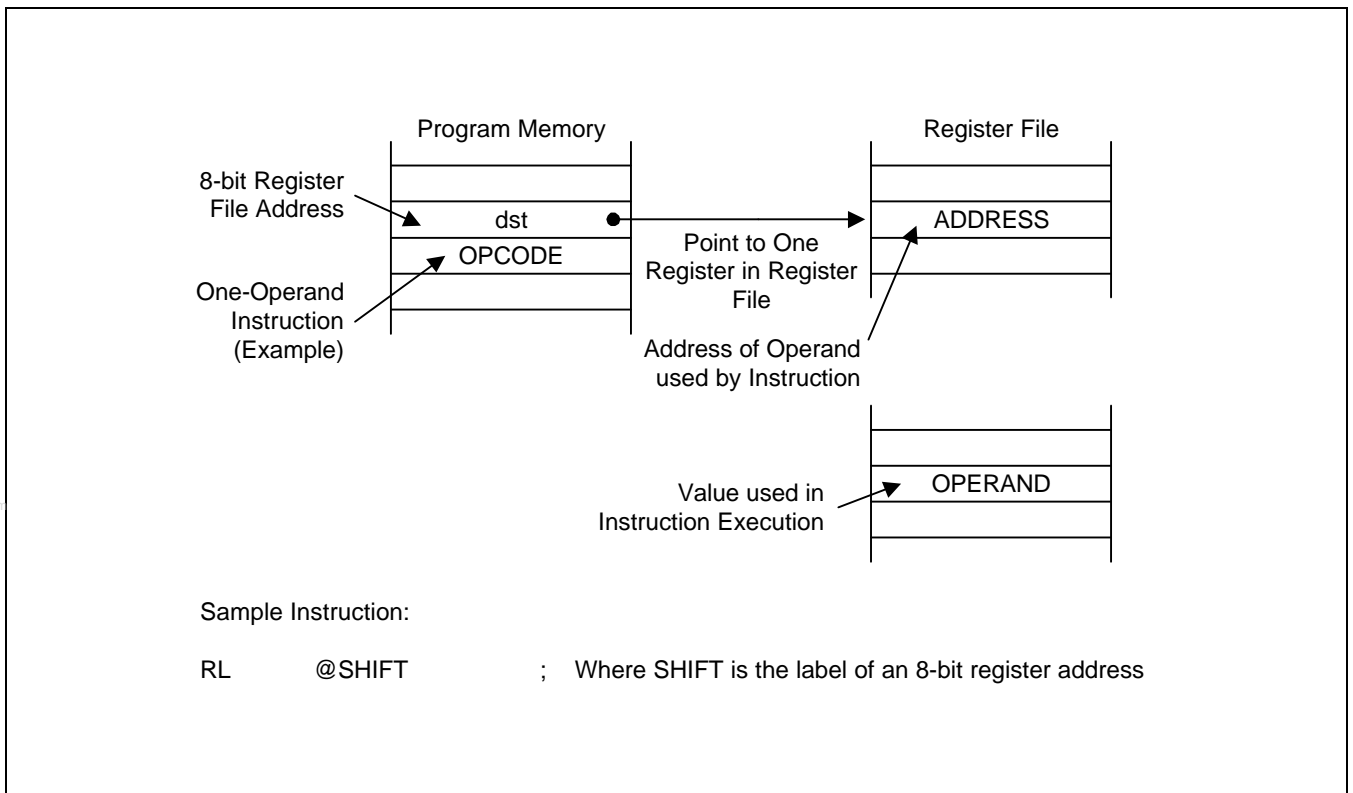 Program Memory
Register File
8-bit Register
File Address
dst
ADDRESS
OPCODE
Point to One
Register in Register
File
One-Operand
Instruction
(Example)
Address of Operand
used by Instruction
OPERAND
Value used in
Instruction Execution
Sample Instruction:
RL @SHIFT ; Where SHIFT is the label of an 8-bit register address